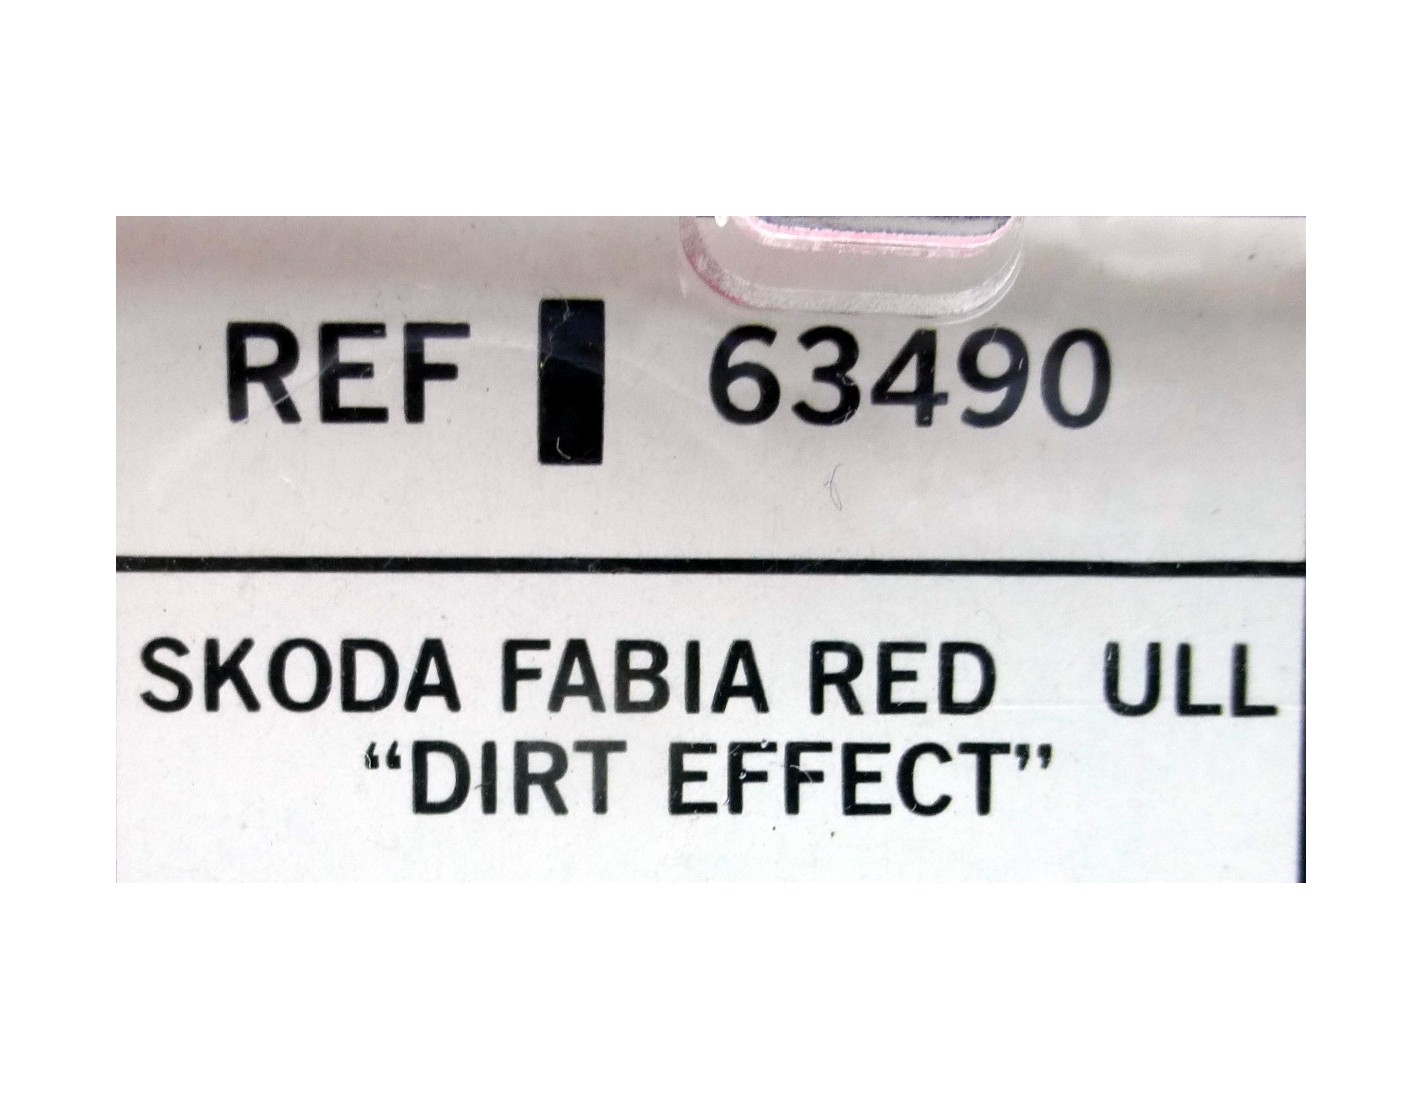 REF 63490
SKODA FABIA RED ULL
“DIRT EFFECT”